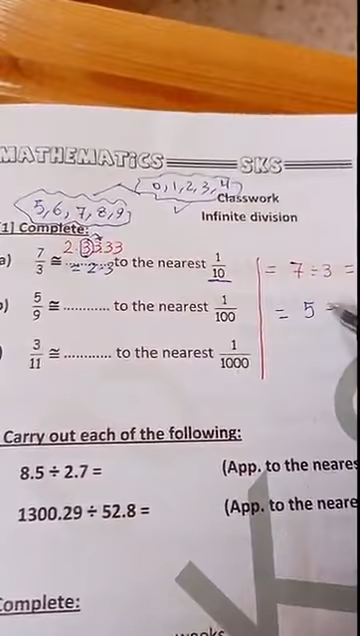 MATHEMATICS SKS
0, 1, 2, 3, 4
Classwork
5, 6, 7, 8, 9
Infinite division
1] Complete:
a) 7/3 ≅ ............ to the nearest 1/10 = 7 ÷ 3 =
2.3333
≅ 2.3
) 5/9 ≅ ............ to the nearest 1/100 = 5
) 3/11 ≅ ............ to the nearest 1/1000
Carry out each of the following:
8.5 ÷ 2.7 = (App. to the neares
1300.29 ÷ 52.8 = (App. to the neare
Complete: